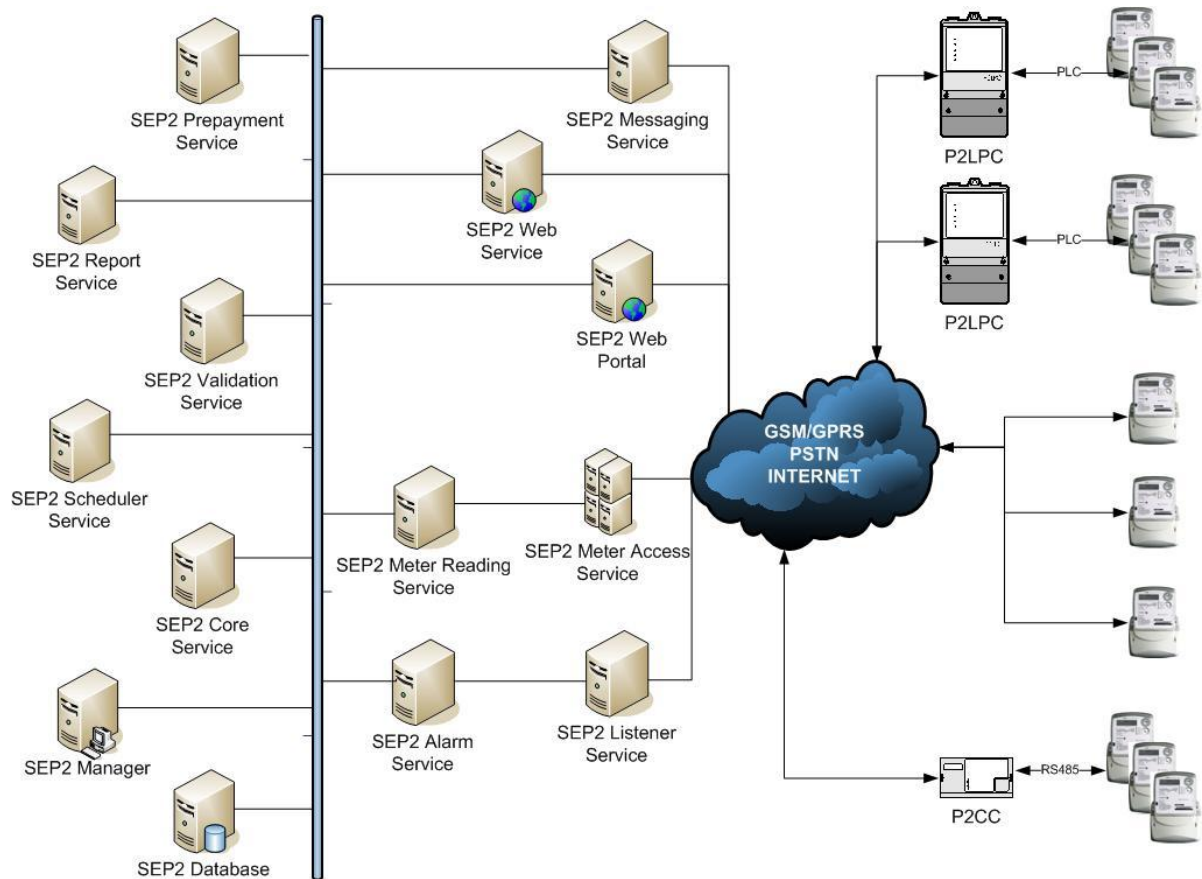 SEP2 Prepayment
Service
SEP2 Messaging
Service
P2LPC
PLC
SEP2 Report
Service
SEP2 Web
Service
P2LPC
PLC
SEP2 Validation
Service
SEP2 Web
Portal
SEP2 Scheduler
Service
GSM/GPRS
PSTN
INTERNET
SEP2 Meter Reading
Service
SEP2 Meter Access
Service
SEP2 Core
Service
SEP2 Manager
SEP2 Alarm
Service
SEP2 Listener
Service
P2CC
RS485
SEP2 Database